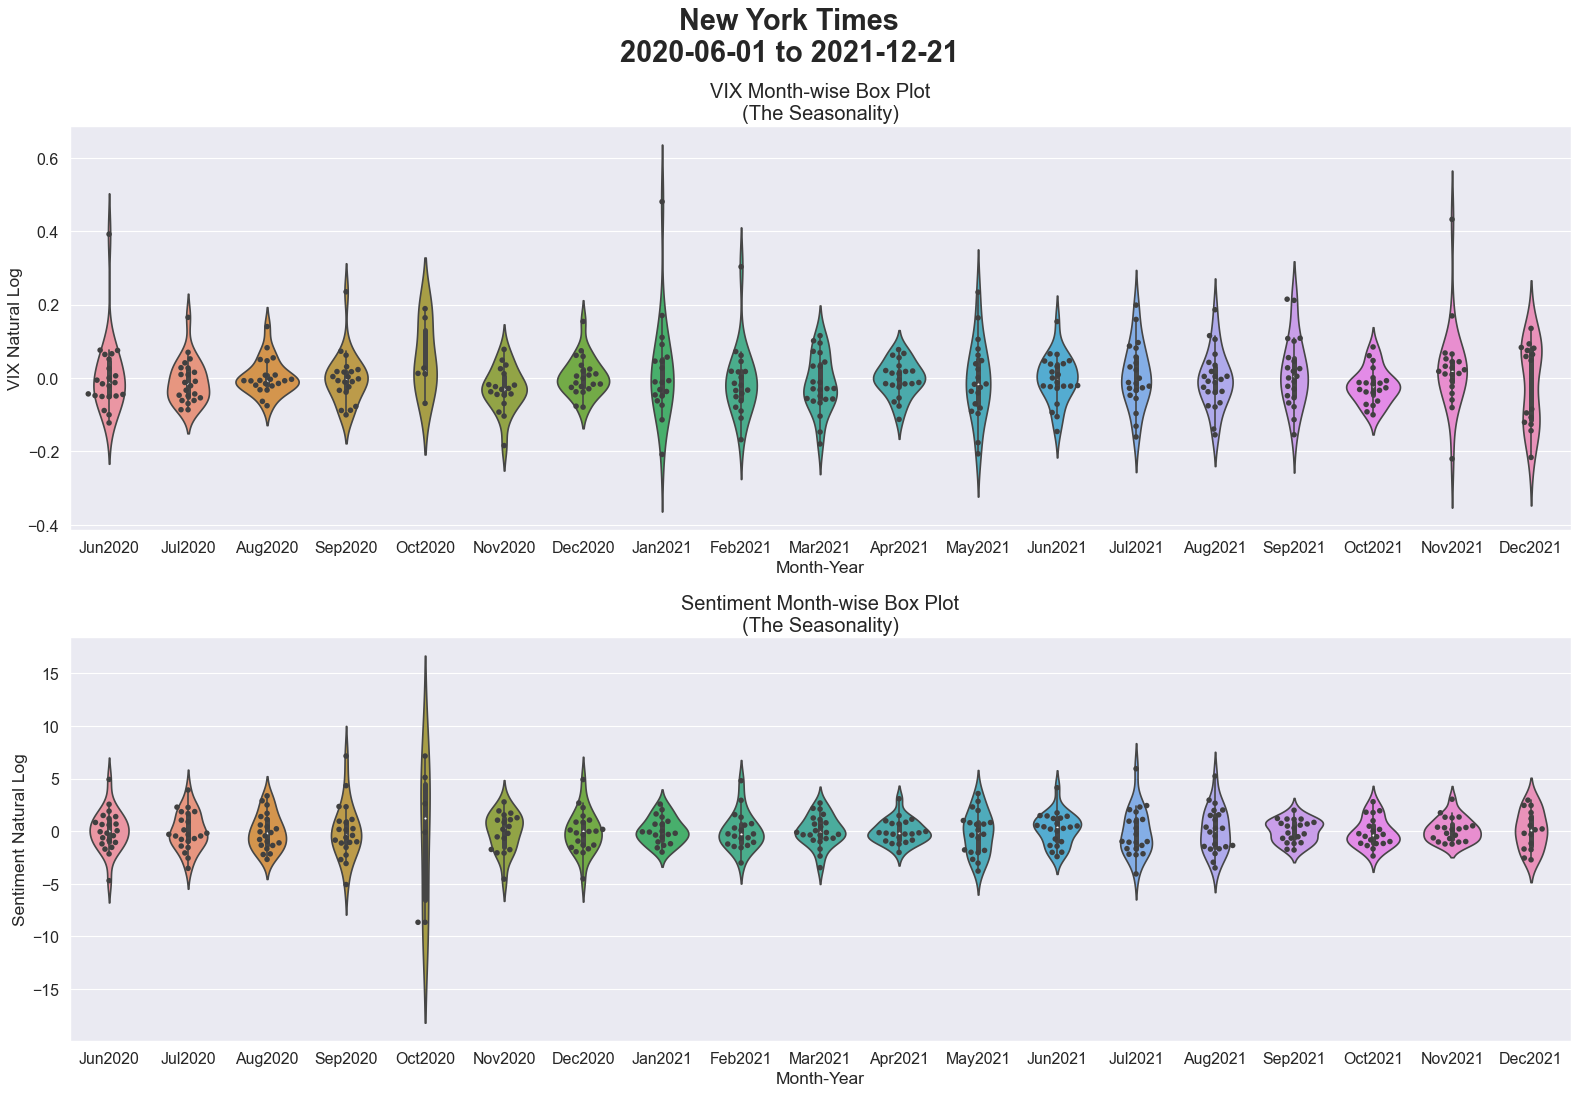 New York Times
2020-06-01 to 2021-12-21
VIX Month-wise Box Plot
(The Seasonality)
VIX Natural Log
0.6
0.4
0.2
0.0
−0.2
−0.4
Jun2020 Jul2020 Aug2020 Sep2020 Oct2020 Nov2020 Dec2020 Jan2021 Feb2021 Mar2021 Apr2021 May2021 Jun2021 Jul2021 Aug2021 Sep2021 Oct2021 Nov2021 Dec2021
Month-Year
Sentiment Month-wise Box Plot
(The Seasonality)
Sentiment Natural Log
15
10
5
0
−5
−10
−15
Jun2020 Jul2020 Aug2020 Sep2020 Oct2020 Nov2020 Dec2020 Jan2021 Feb2021 Mar2021 Apr2021 May2021 Jun2021 Jul2021 Aug2021 Sep2021 Oct2021 Nov2021 Dec2021
Month-Year